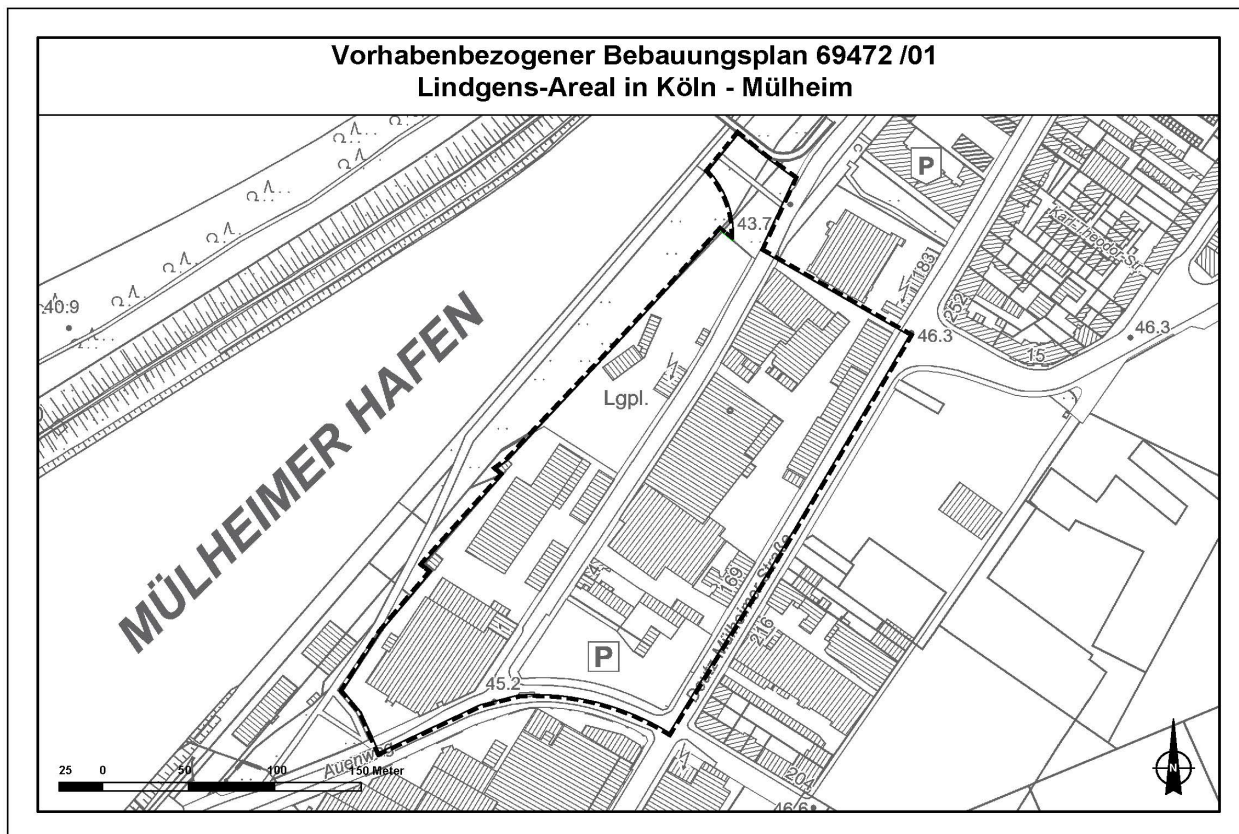 Vorhabenbezogener Bebauungsplan 69472 /01
Lindgens-Areal in Köln - Mülheim
P
43.7
183
Karl-Theodor-Str.
252
40.9
46.3
46.3
15
MÜLHEIMER HAFEN
Lgpl.
169
Deutz-Mülheimer Straße
216
P
45.2
Auenweg
204
46.6
25 0 50 100 150 Meter
N